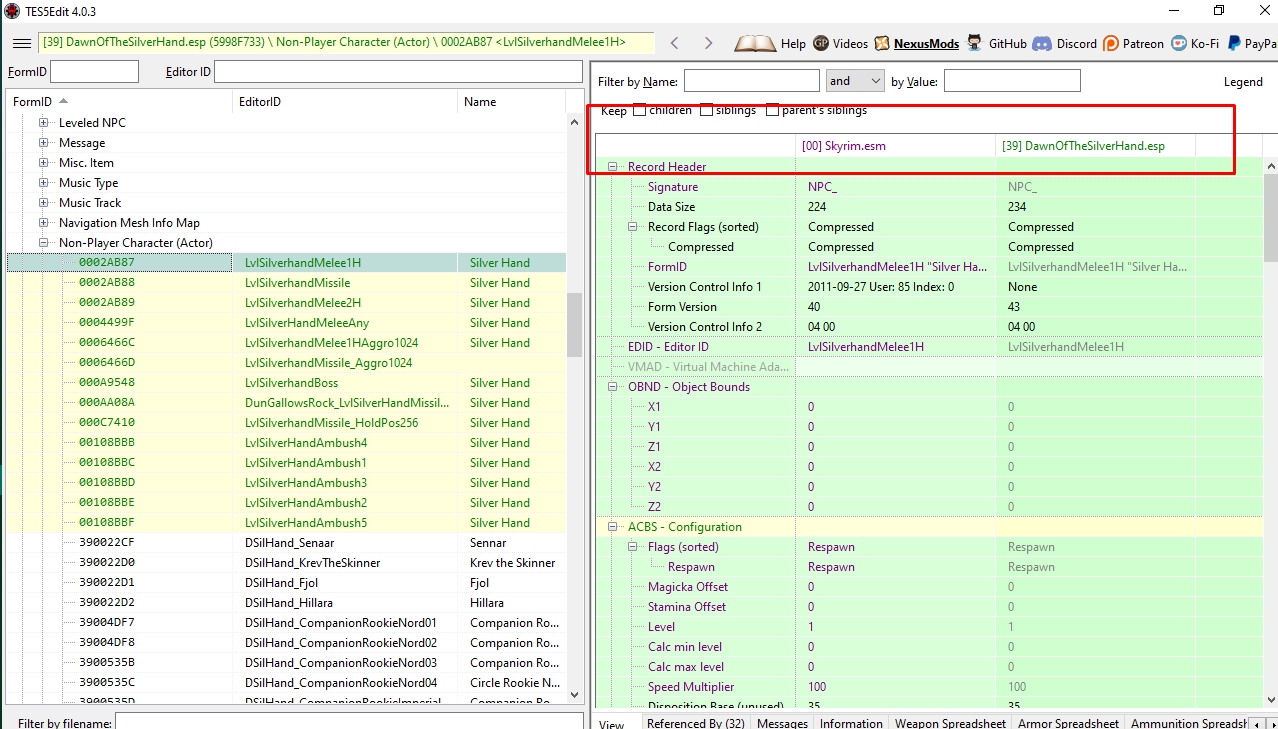 TES5Edit 4.0.3
[39] DawnOfTheSilverHand.esp (5998F733) \ Non-Player Character (Actor) \ 0002AB87 <LvlSilverhandMelee1H>
Help Videos NexusMods GitHub Discord Patreon Ko-Fi PayPa
FormID Editor ID
Filter by Name: and by Value: Legend
Keep children siblings parent's siblings
FormID EditorID Name
Leveled NPC
Message
Misc. Item
Music Type
Music Track
Navigation Mesh Info Map
Non-Player Character (Actor)
0002AB87 LvlSilverhandMelee1H Silver Hand
0002AB88 LvlSilverhandMissile Silver Hand
0002AB89 LvlSilverhandMelee2H Silver Hand
0004499F LvlSilverHandMeleeAny Silver Hand
0006466C LvlSilverhandMelee1HAggro1024 Silver Hand
0006466D LvlSilverhandMissile_Aggro1024
000A9548 LvlSilverhandBoss Silver Hand
000AA08A DunGallowsRock_LvlSilverHandMissil... Silver Hand
000C7410 LvlSilverhandMissile_HoldPos256 Silver Hand
00108BBB LvlSilverHandAmbush4 Silver Hand
00108BBC LvlSilverHandAmbush1 Silver Hand
00108BBD LvlSilverHandAmbush3 Silver Hand
00108BBE LvlSilverHandAmbush2 Silver Hand
00108BBF LvlSilverHandAmbush5 Silver Hand
390022CF DSilHand_Senaar Sennar
390022D0 DSilHand_KrevTheSkinner Krev the Skinner
390022D1 DSilHand_Fjol Fjol
390022D2 DSilHand_Hillara Hillara
39004DF7 DSilHand_CompanionRookieNord01 Companion Ro...
39004DF8 DSilHand_CompanionRookieNord02 Companion Ro...
3900535B DSilHand_CompanionRookieNord03 Companion Ro...
3900535C DSilHand_CompanionRookieNord04 Circle Rookie N...
3900535D DSilHand_CompanionRookieImperial Companion Ro...
Filter by filename:
[00] Skyrim.esm [39] DawnOfTheSilverHand.esp
Record Header
Signature NPC_ NPC_
Data Size 224 234
Record Flags (sorted) Compressed Compressed
Compressed Compressed Compressed
FormID LvlSilverhandMelee1H "Silver Ha... LvlSilverhandMelee1H "Silver Ha...
Version Control Info 1 2011-09-27 User: 85 Index: 0 None
Form Version 40 43
Version Control Info 2 04 00 04 00
EDID - Editor ID LvlSilverhandMelee1H LvlSilverhandMelee1H
VMAD - Virtual Machine Ada...
OBND - Object Bounds
X1 0 0
Y1 0 0
Z1 0 0
X2 0 0
Y2 0 0
Z2 0 0
ACBS - Configuration
Flags (sorted) Respawn Respawn
Respawn Respawn Respawn
Magicka Offset 0 0
Stamina Offset 0 0
Level 1 1
Calc min level 0 0
Calc max level 0 0
Speed Multiplier 100 100
Disposition Base (unused) 35 35
View Referenced By (32) Messages Information Weapon Spreadsheet Armor Spreadsheet Ammunition Spreadsh